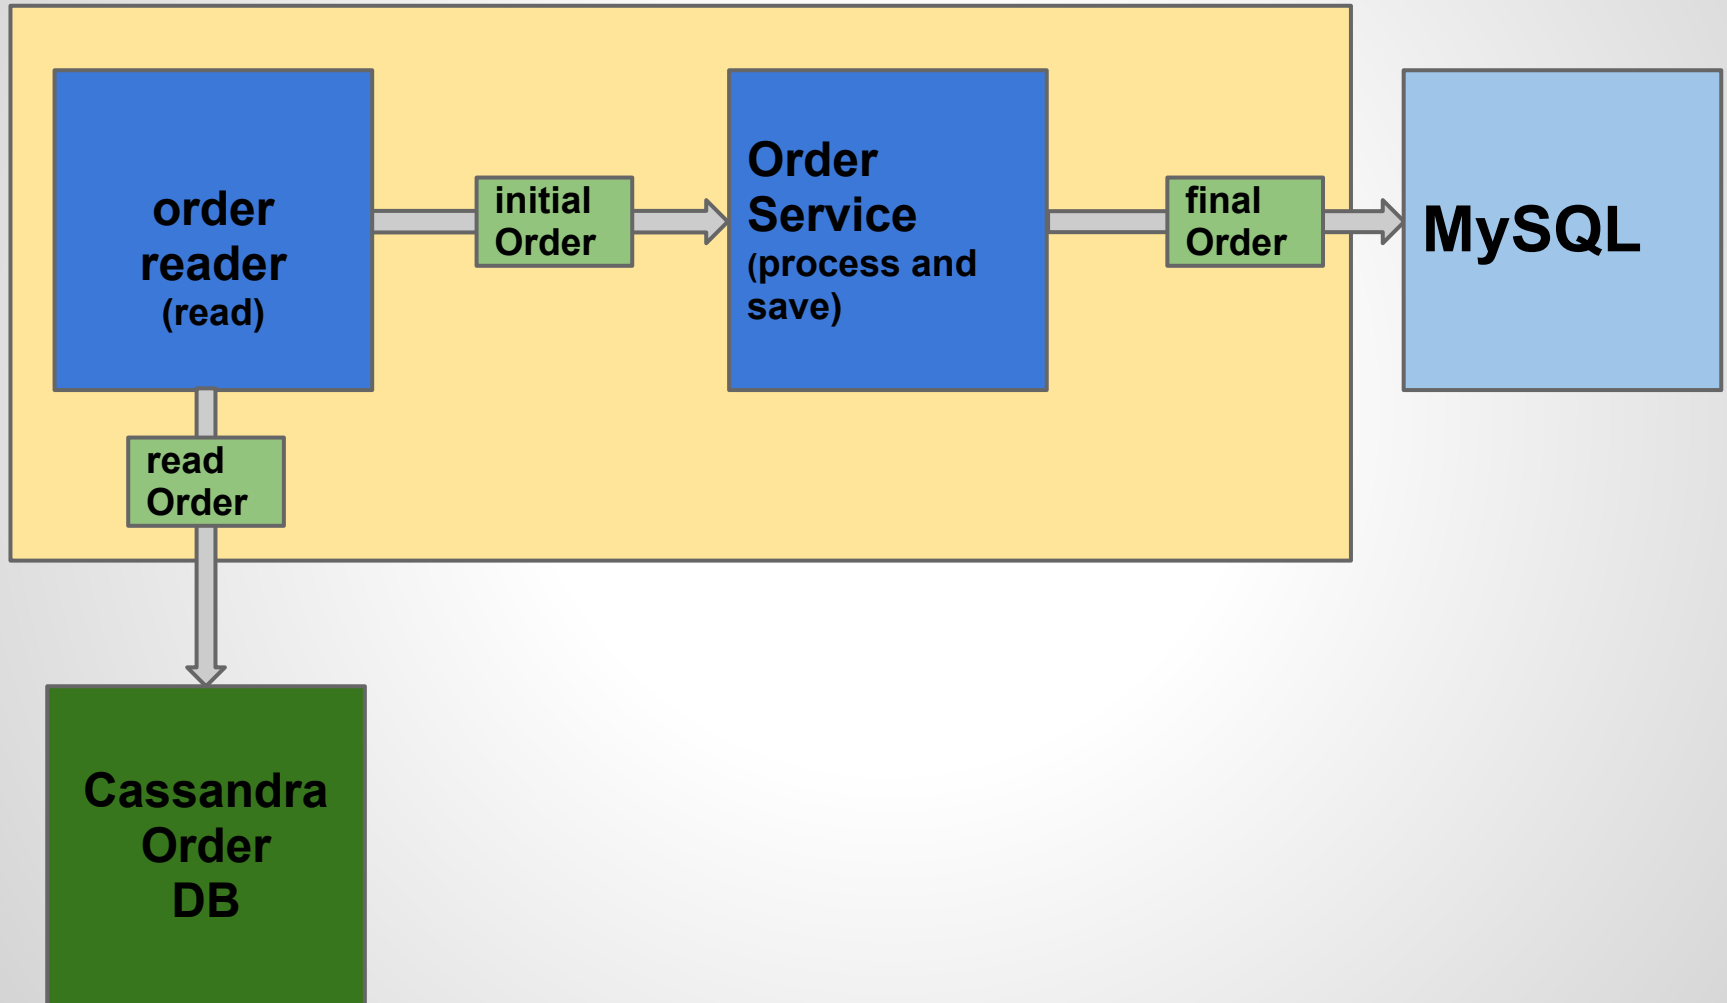 order
reader
(read)
initial
Order
Order
Service
(process and
save)
final
Order
MySQL
read
Order
Cassandra
Order
DB